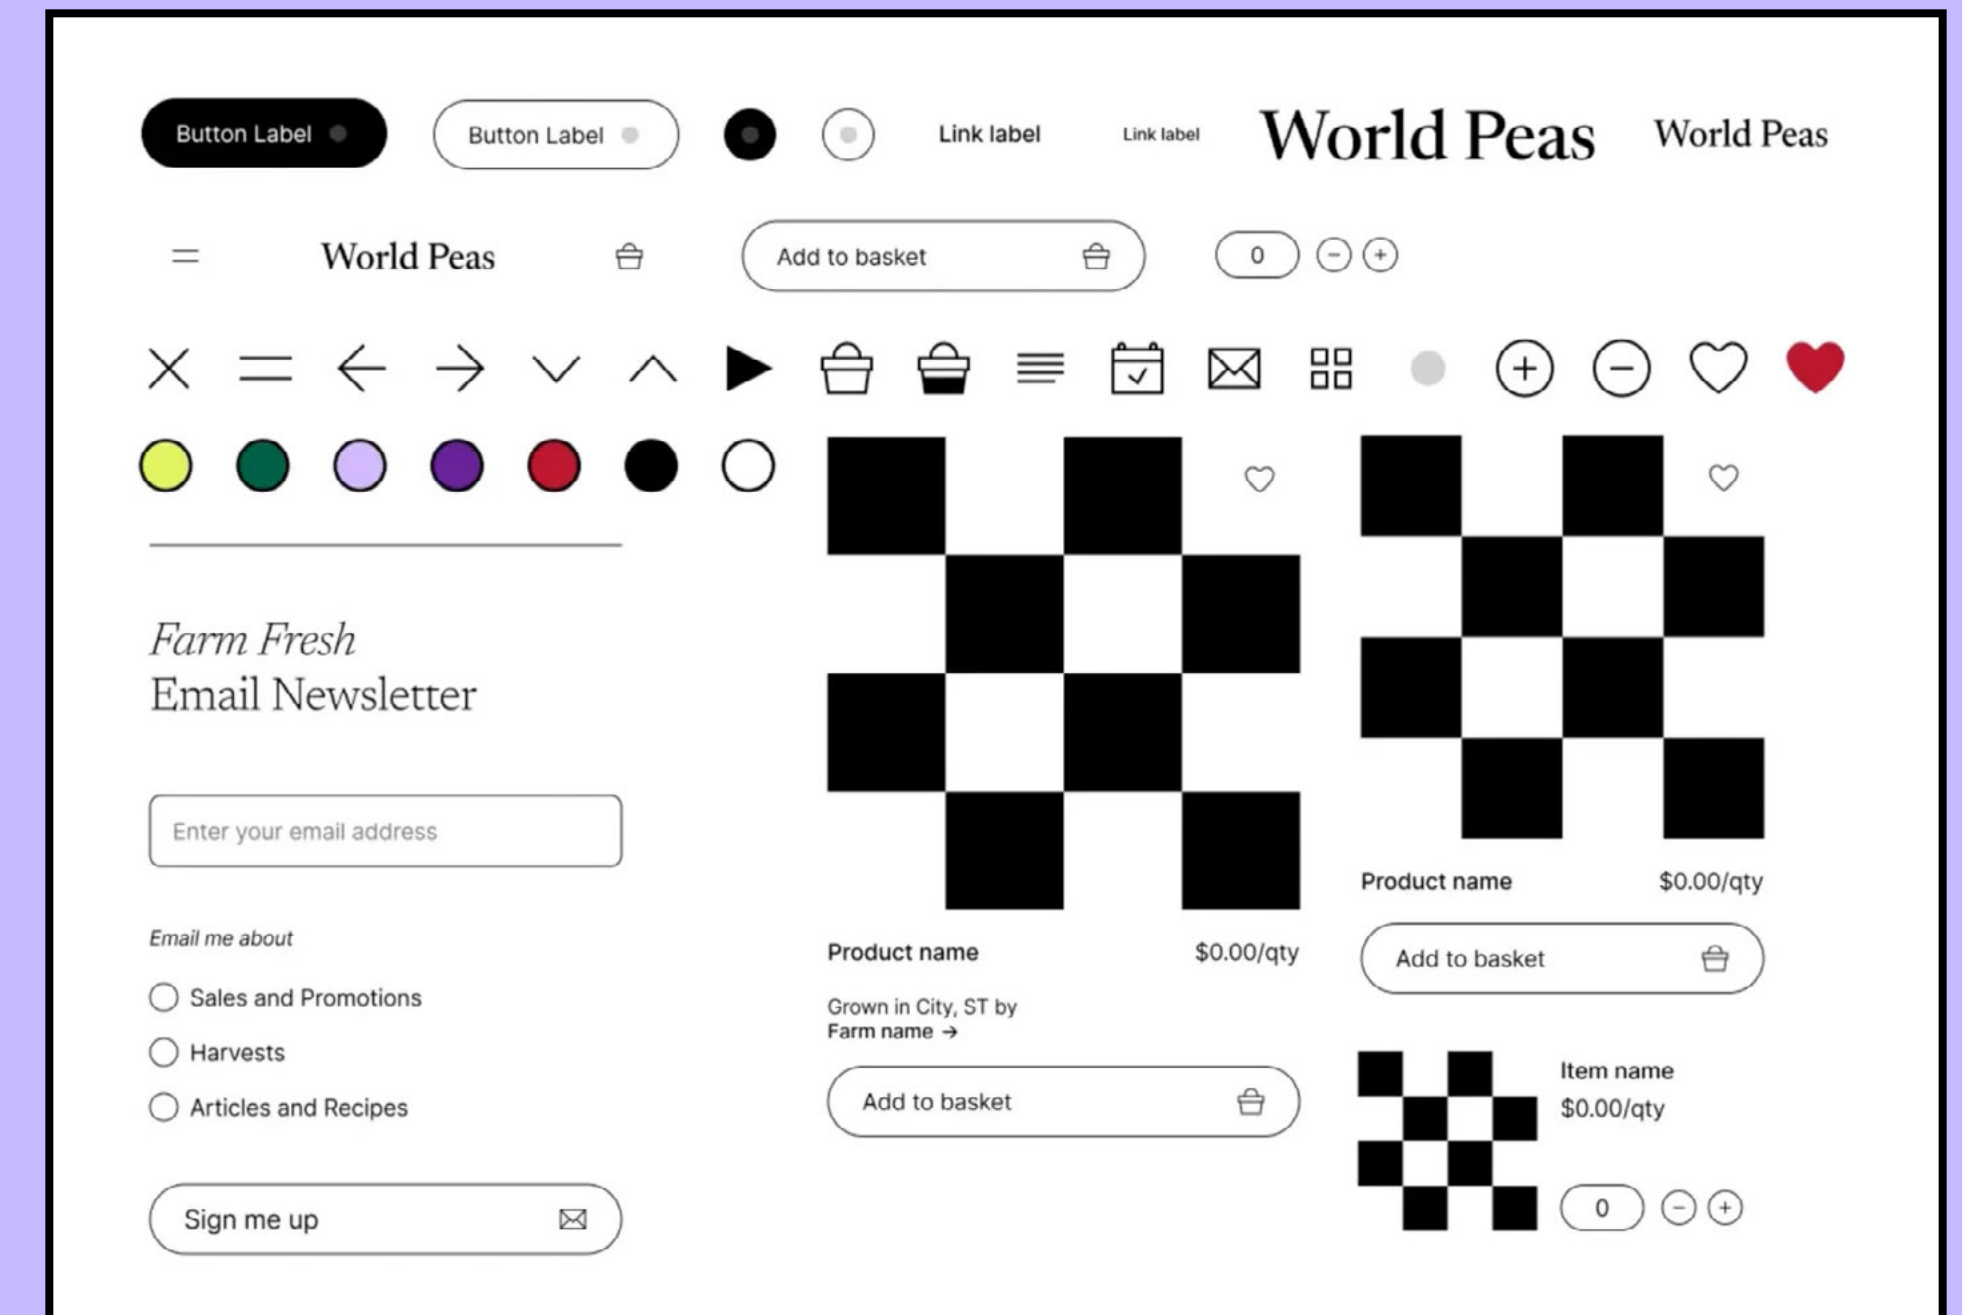 Button Label
Button Label
Link label
Link label
World Peas
World Peas
World Peas
Add to basket
0
Farm Fresh
Email Newsletter
Enter your email address
Email me about
Sales and Promotions
Harvests
Articles and Recipes
Sign me up
Product name
$0.00/qty
Grown in City, ST by
Farm name →
Add to basket
Product name
$0.00/qty
Add to basket
Item name
$0.00/qty
0